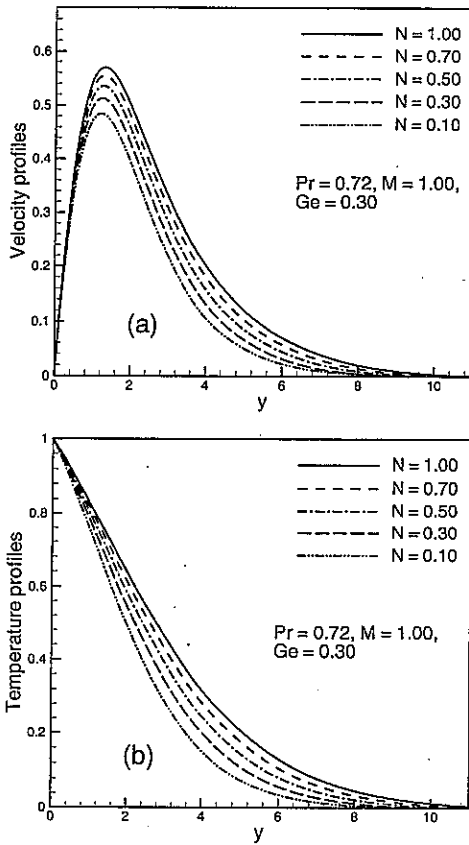 0.6
0.5
0.4
0.3
0.2
0.1
0
Velocity profiles
N = 1.00
N = 0.70
N = 0.50
N = 0.30
N = 0.10
Pr = 0.72, M = 1.00,
Ge = 0.30
(a)
0 2 4 6 8 10
y
1
0.8
0.6
0.4
0.2
0
Temperature profiles
N = 1.00
N = 0.70
N = 0.50
N = 0.30
N = 0.10
Pr = 0.72, M = 1.00,
Ge = 0.30
(b)
0 2 4 6 8 10
y